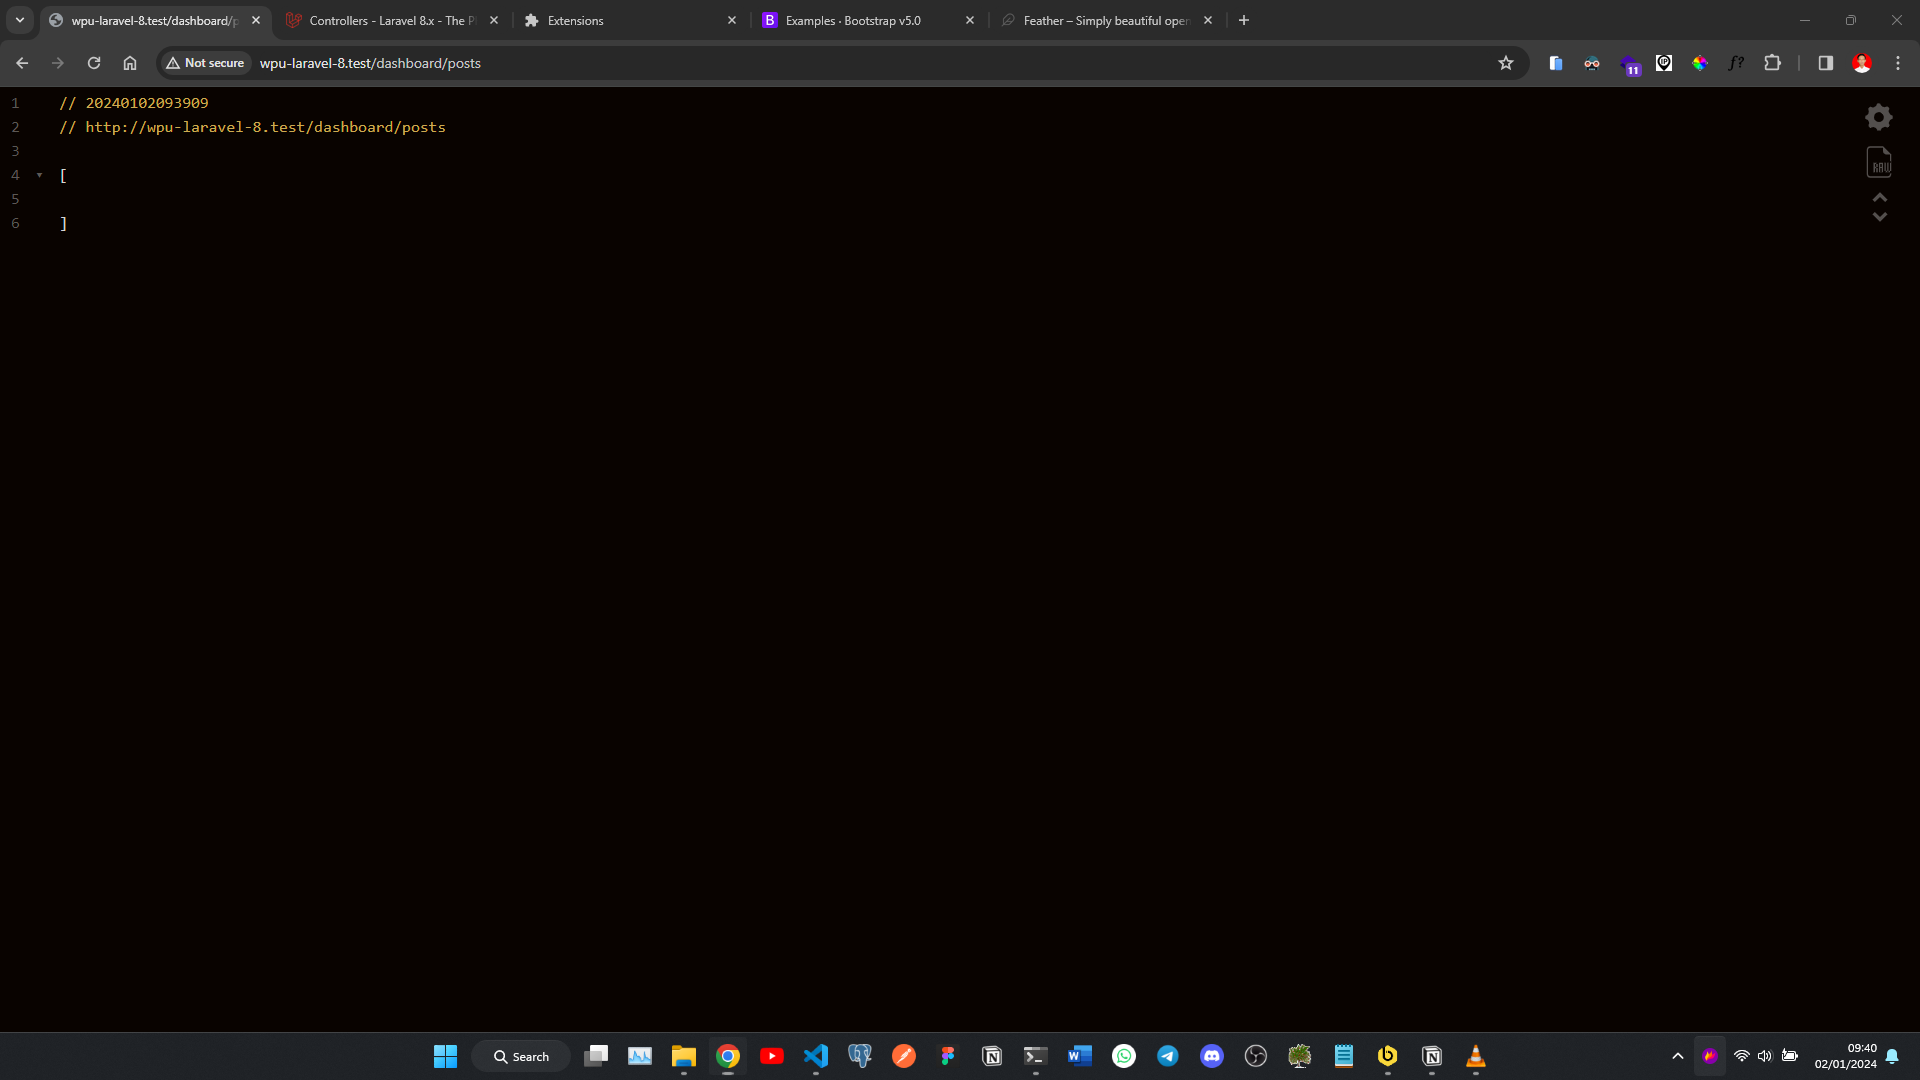 wpu-laravel-8.test/dashboard/p
Controllers - Laravel 8.x - The P
Extensions
B
Examples · Bootstrap v5.0
Feather – Simply beautiful open
Not secure
wpu-laravel-8.test/dashboard/posts
11
f?
1 // 20240102093909
2 // http://wpu-laravel-8.test/dashboard/posts
3
4 [
5
6 ]
RAW
Search
09:40
02/01/2024